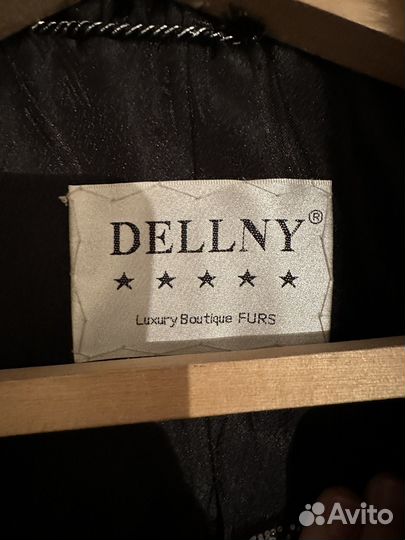 DELLNY®
★ ★ ★ ★ ★
Luxury Boutique FURS
Avito